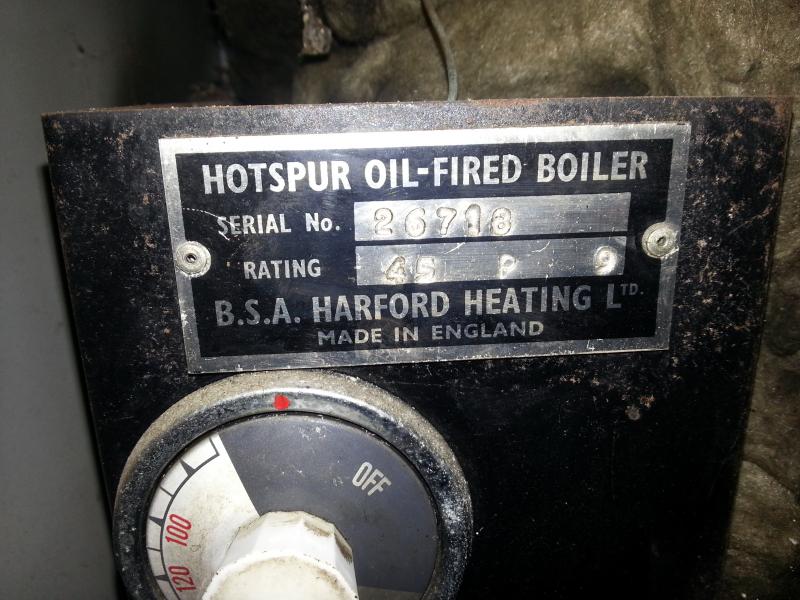 HOTSPUR OIL-FIRED BOILER
SERIAL No. 26718
RATING 45 P 9
B.S.A. HARFORD HEATING LTD.
MADE IN ENGLAND
OFF
100
120